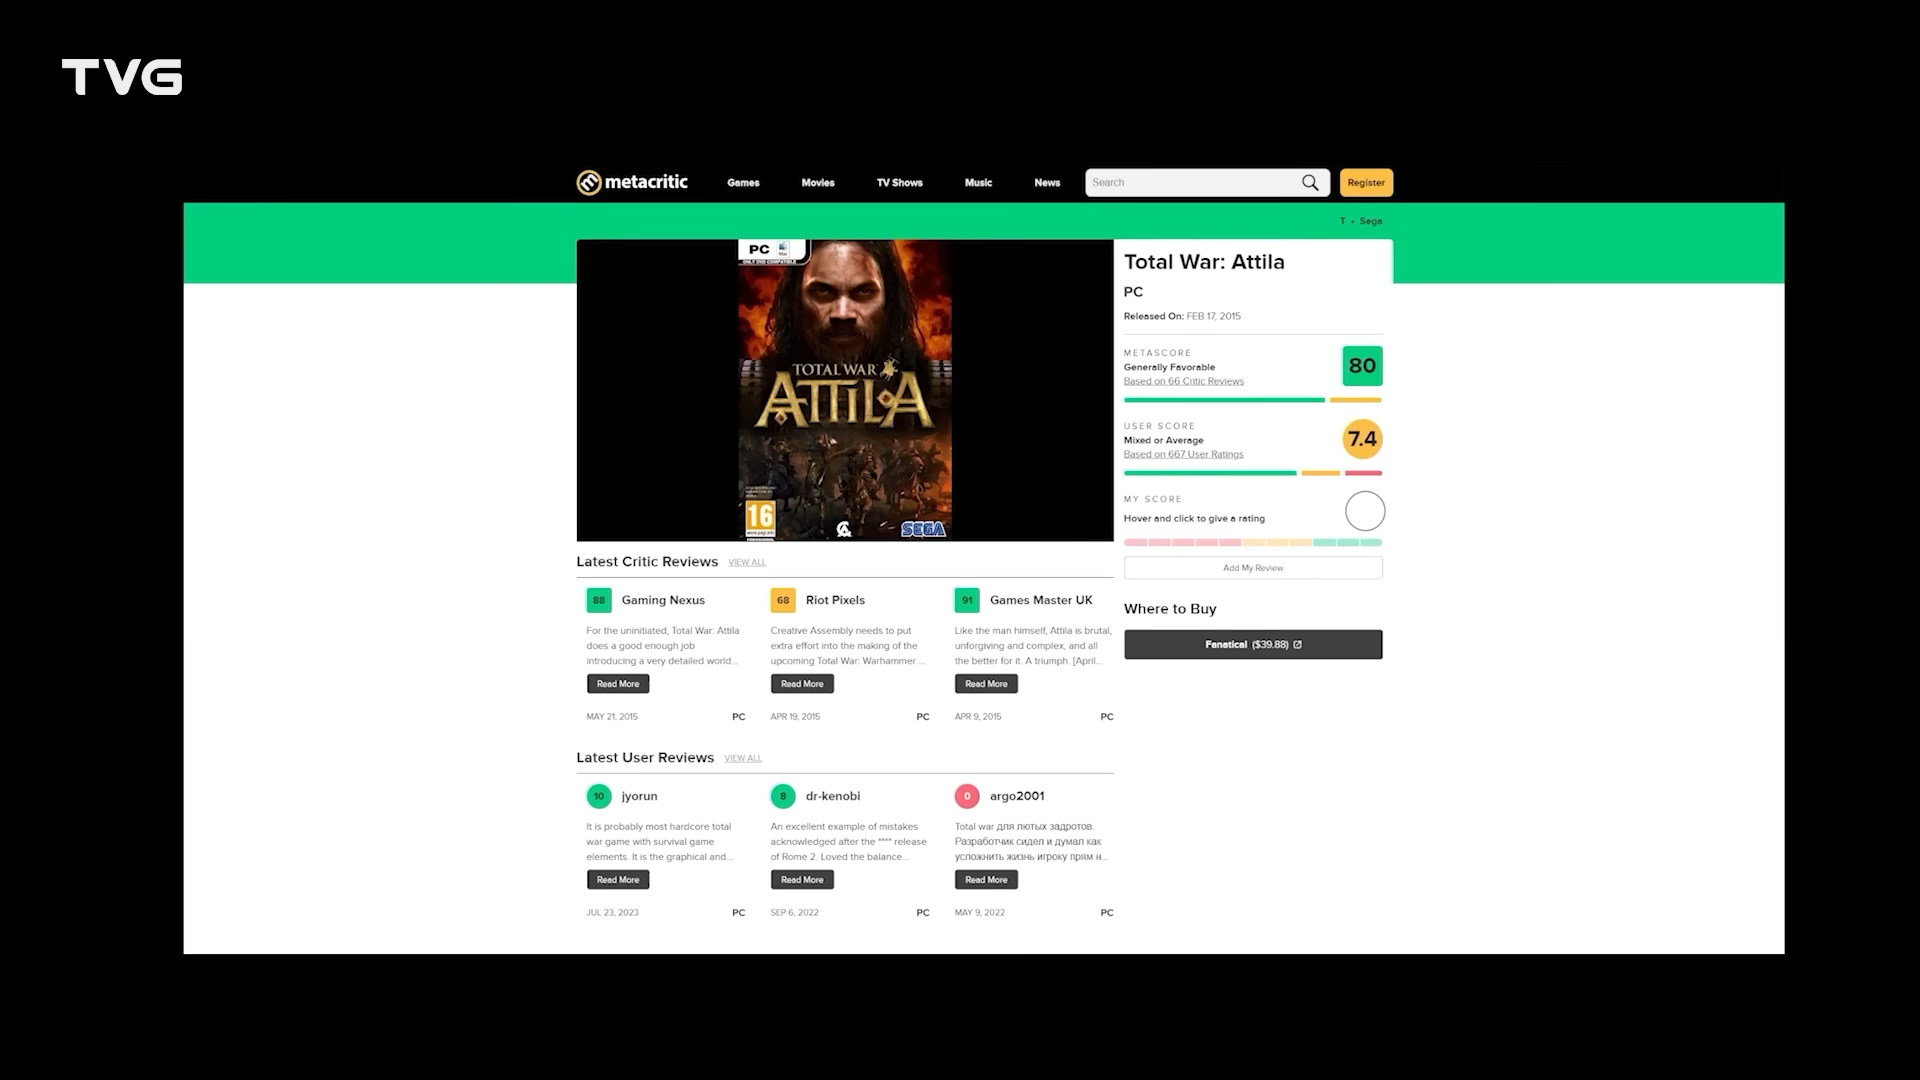 TVG
metacritic
Games
Movies
TV Shows
Music
News
Search
Register
T • Sega
PC
Mac
TOTAL WAR
ATTILA
16
SEGA
Total War: Attila
PC
Released On: FEB 17, 2015
METASCORE
Generally Favorable
Based on 66 Critic Reviews
80
USER SCORE
Mixed or Average
Based on 667 User Ratings
7.4
MY SCORE
Hover and click to give a rating
Add My Review
Where to Buy
Fanatical ($39.88)
Latest Critic Reviews VIEW ALL
88 Gaming Nexus
For the uninitiated, Total War: Attila
does a good enough job
introducing a very detailed world...
Read More
MAY 21, 2015 PC
68 Riot Pixels
Creative Assembly needs to put
extra effort into the making of the
upcoming Total War: Warhammer ...
Read More
APR 19, 2015 PC
91 Games Master UK
Like the man himself, Attila is brutal,
unforgiving and complex, and all
the better for it. A triumph. [April...
Read More
APR 9, 2015 PC
Latest User Reviews VIEW ALL
10 jyorun
It is probably most hardcore total
war game with survival game
elements. It is the graphical and...
Read More
JUL 23, 2023 PC
8 dr-kenobi
An excellent example of mistakes
acknowledged after the **** release
of Rome 2. Loved the balance...
Read More
SEP 6, 2022 PC
0 argo2001
Total war для лютых задротов.
Разработчик сидел и думал как
усложнить жизнь игроку прям н...
Read More
MAY 9, 2022 PC